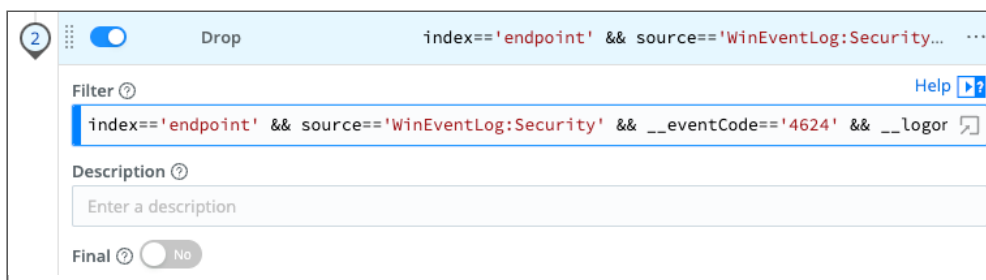 2 Drop index=='endpoint' && source=='WinEventLog:Security... ...
Filter ? Help ?
index=='endpoint' && source=='WinEventLog:Security' && __eventCode=='4624' && __logor
Description ?
Enter a description
Final ? No